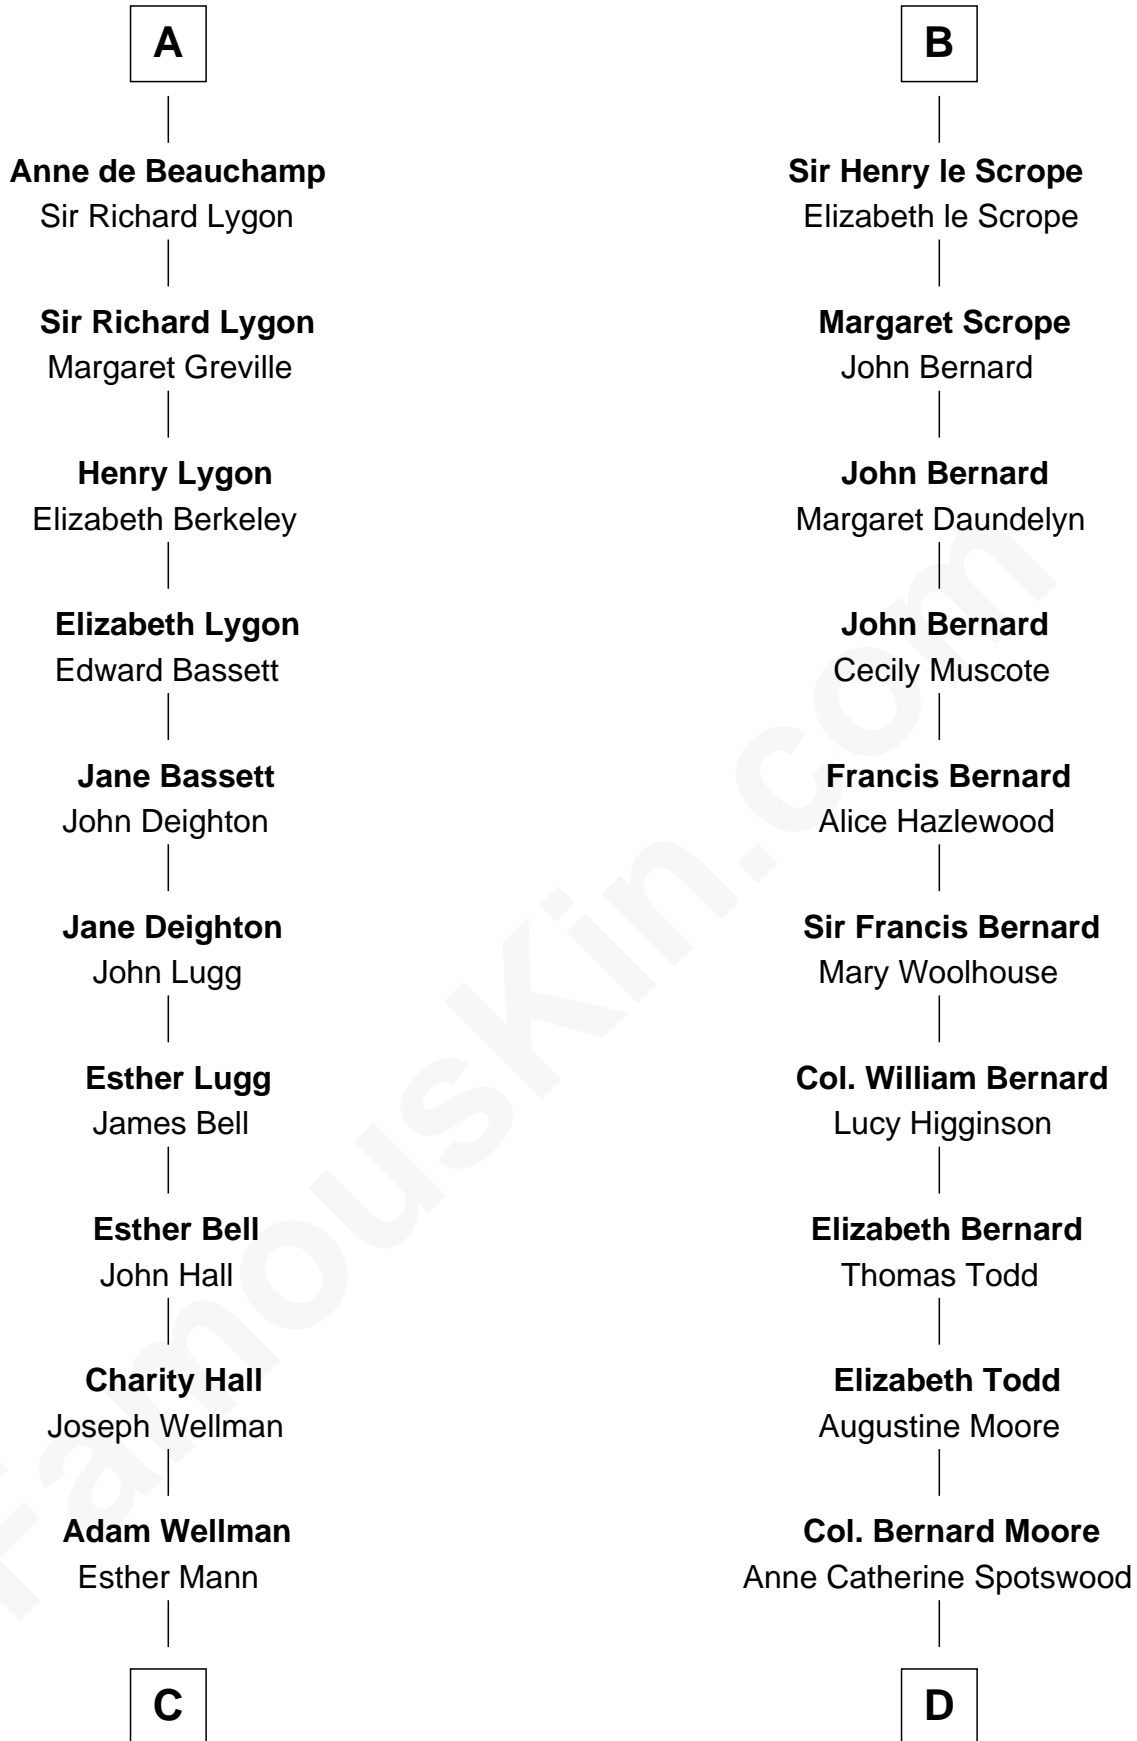 A
Anne de Beauchamp
Sir Richard Lygon
Sir Richard Lygon
Margaret Greville
Henry Lygon
Elizabeth Berkeley
Elizabeth Lygon
Edward Bassett
Jane Bassett
John Deighton
Jane Deighton
John Lugg
Esther Lugg
James Bell
Esther Bell
John Hall
Charity Hall
Joseph Wellman
Adam Wellman
Esther Mann
C
B
Sir Henry le Scrope
Elizabeth le Scrope
Margaret Scrope
John Bernard
John Bernard
Margaret Daundelyn
John Bernard
Cecily Muscote
Francis Bernard
Alice Hazlewood
Sir Francis Bernard
Mary Woolhouse
Col. William Bernard
Lucy Higginson
Elizabeth Bernard
Thomas Todd
Elizabeth Todd
Augustine Moore
Col. Bernard Moore
Anne Catherine Spotswood
D
FamousKin.com